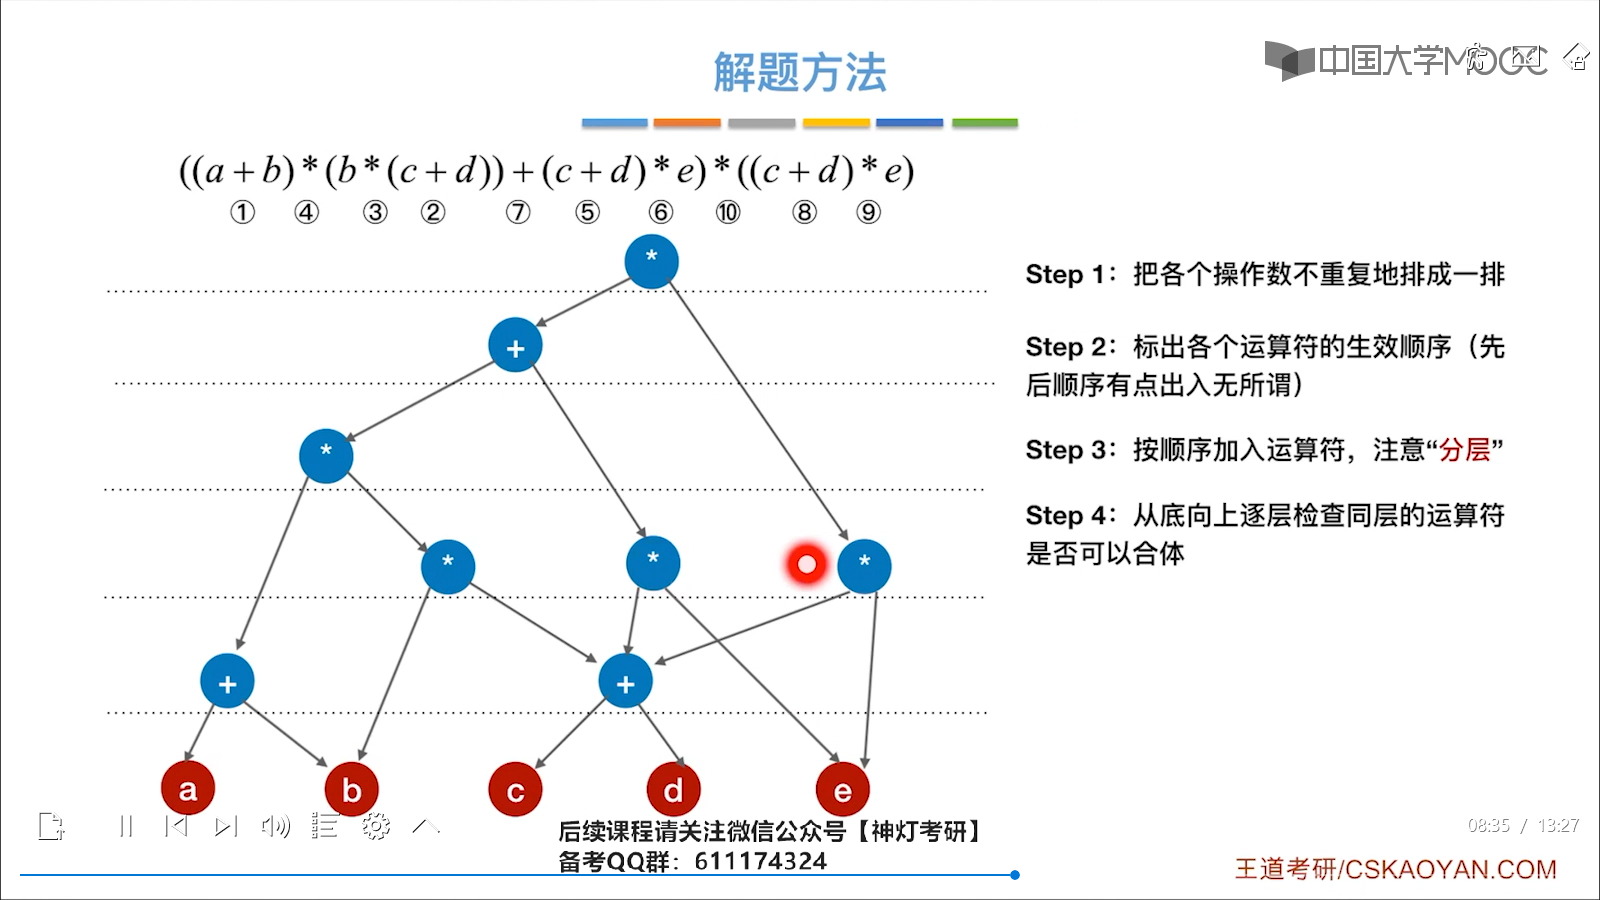 解题方法
中国大学MOOC
((a+b)*(b*(c+d))+(c+d)*e)*((c+d)*e)
① ④ ③ ② ⑦ ⑤ ⑥ ⑩ ⑧ ⑨
*
+
*
* * *
+ +
a b c d e
Step 1：把各个操作数不重复地排成一排
Step 2：标出各个运算符的生效顺序（先
后顺序有点出入无所谓）
Step 3：按顺序加入运算符，注意“分层”
Step 4：从底向上逐层检查同层的运算符
是否可以合体
后续课程请关注微信公众号【神灯考研】
备考QQ群：611174324
08:35 / 13:27
王道考研/CSKAOYAN.COM